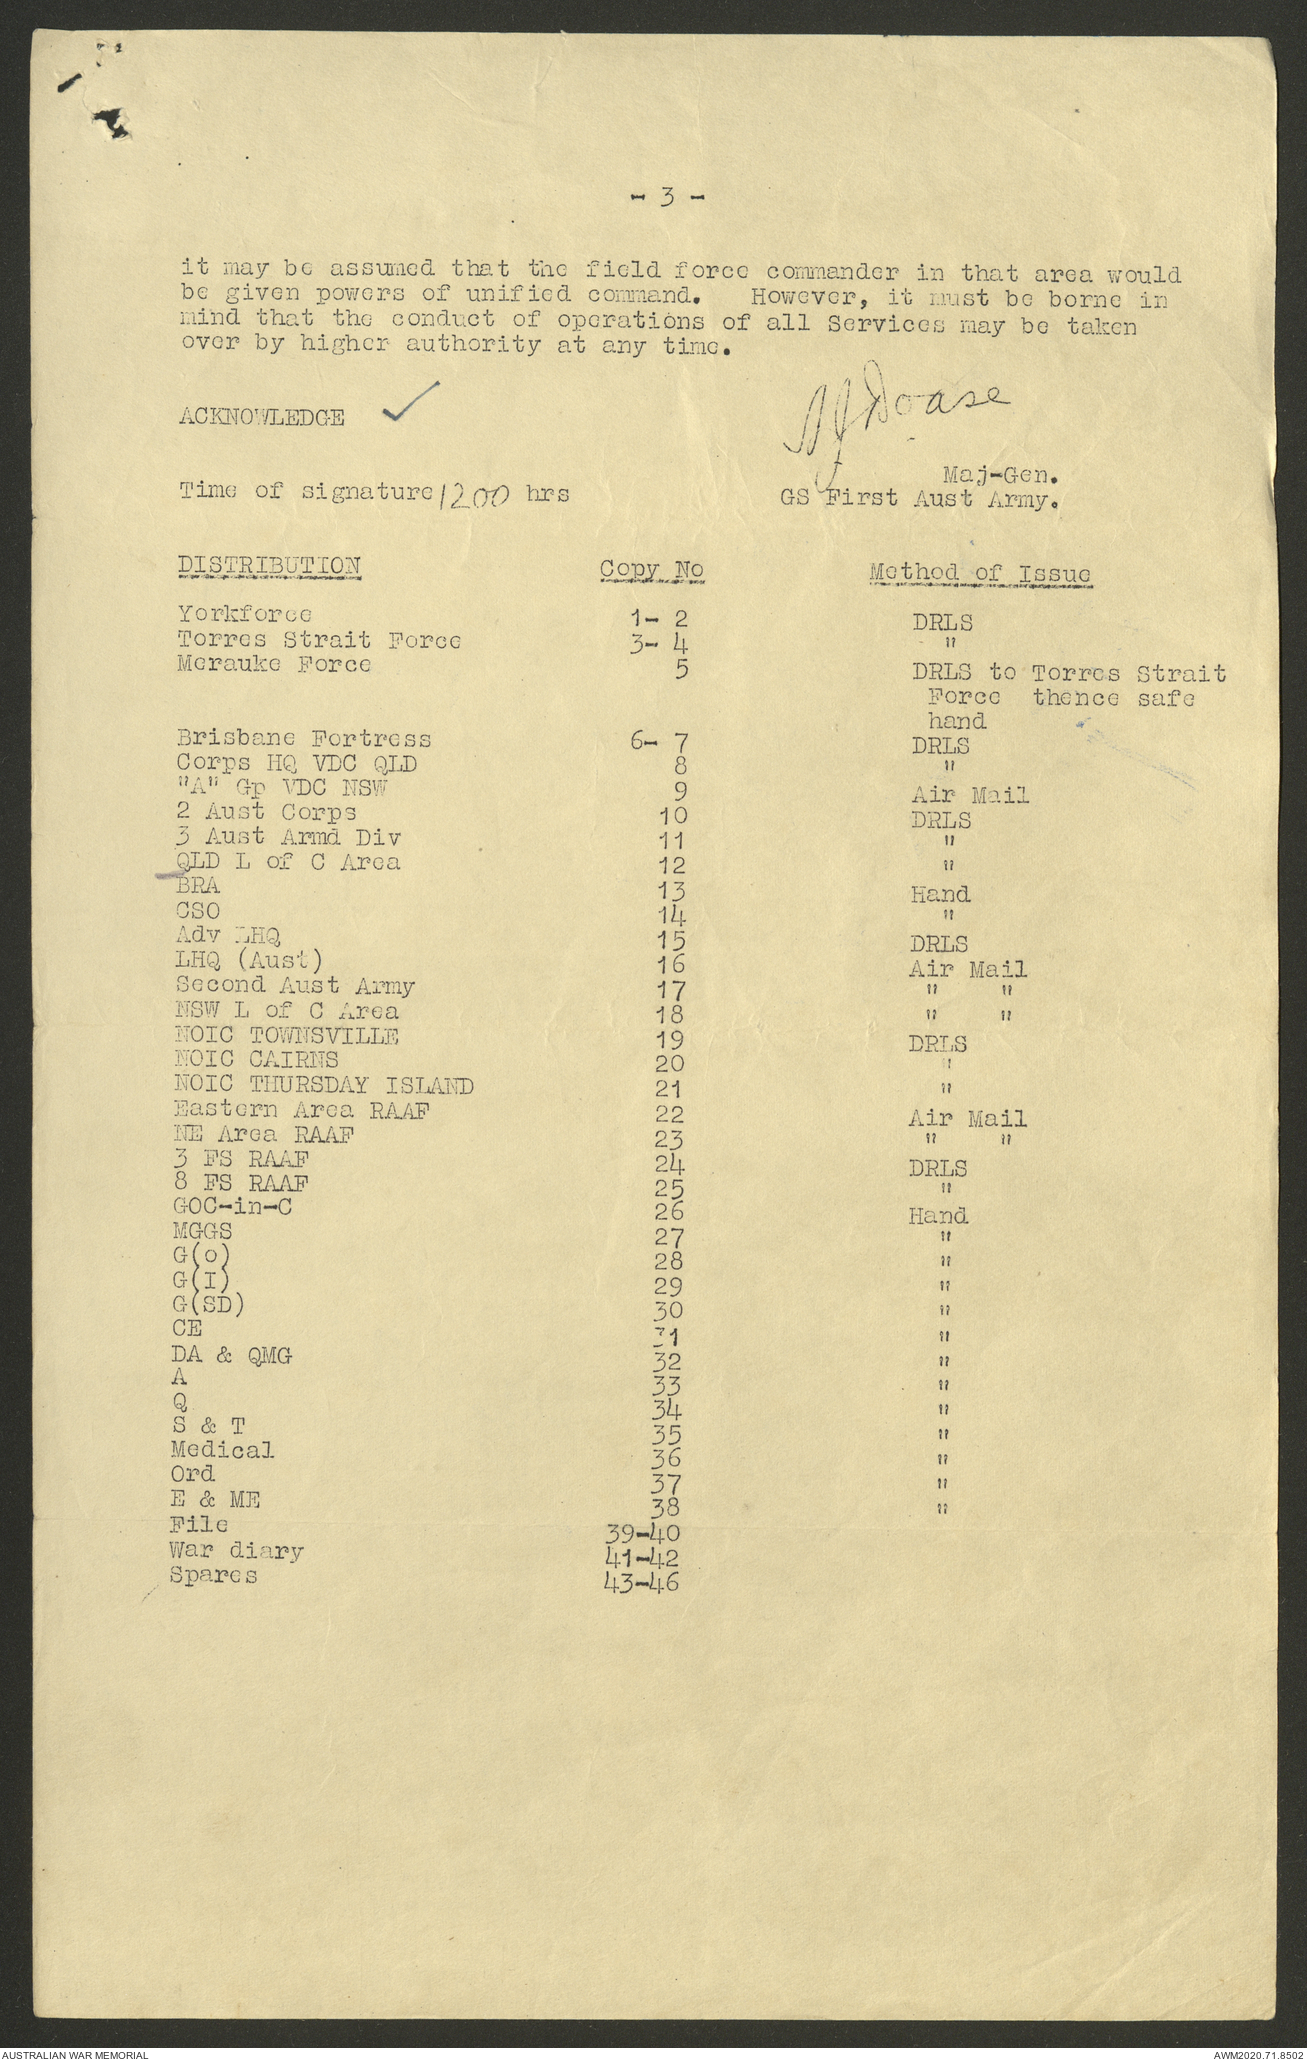 - 3 -
it may be assumed that the field force commander in that area would
be given powers of unified command.   However, it must be borne in
mind that the conduct of operations of all Services may be taken
over by higher authority at any time.
ACKNOWLEDGE ✓
Maj-Gen.
Time of signature 1200 hrs GS First Aust Army.
DISTRIBUTION Copy No Method of Issue
Yorkforce 1- 2 DRLS
Torres Strait Force 3- 4 "
Merauke Force 5 DRLS to Torres Strait
Force thence safe
hand
Brisbane Fortress 6- 7 DRLS
Corps HQ VDC QLD 8 "
"A" Gp VDC NSW 9 Air Mail
2 Aust Corps 10 DRLS
3 Aust Armd Div 11 "
QLD L of C Area 12 "
BRA 13 Hand
CSO 14 "
Adv LHQ 15 DRLS
LHQ (Aust) 16 Air Mail
Second Aust Army 17 " "
NSW L of C Area 18 " "
NOIC TOWNSVILLE 19 DRLS
NOIC CAIRNS 20 "
NOIC THURSDAY ISLAND 21 "
Eastern Area RAAF 22 Air Mail
NE Area RAAF 23 " "
3 FS RAAF 24 DRLS
8 FS RAAF 25 "
GOC-in-C 26 Hand
MGGS 27 "
G(o) 28 "
G(I) 29 "
G(SD) 30 "
CE 31 "
DA & QMG 32 "
A 33 "
Q 34 "
S & T 35 "
Medical 36 "
Ord 37 "
E & ME 38 "
File 39-40
War diary 41-42
Spares 43-46
AUSTRALIAN WAR MEMORIAL AWM2020.71.8502